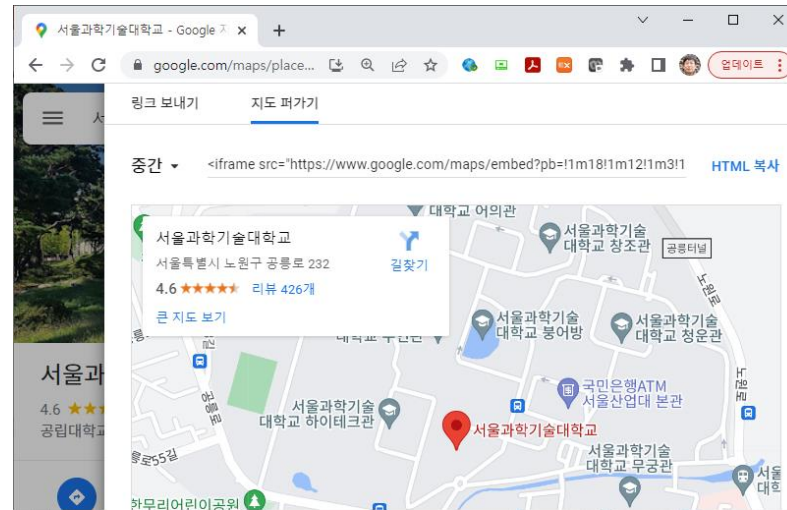 서울과학기술대학교 - Google
google.com/maps/place...
업데이트
링크 보내기 지도 퍼가기
중간
<iframe src="https://www.google.com/maps/embed?pb=!1m18!1m12!1m3!1
HTML 복사
서울과학기술대학교
서울특별시 노원구 공릉로 232
4.6
리뷰 426개
길찾기
큰 지도 보기
대학교 어의관
서울과학기술
대학교 창조관
공릉터널
노원로
서울과학기술
대학교 붕어방
서울과학기술
대학교 청운관
국민은행ATM
서울산업대 본관
노원로
공릉로
서울과학기술
대학교 하이테크관
서울과학기술대학교
서울과학기술
대학교 무궁관
릉로55길
한무리어린이공원
서울
대학
서울과
4.6
공립대학교